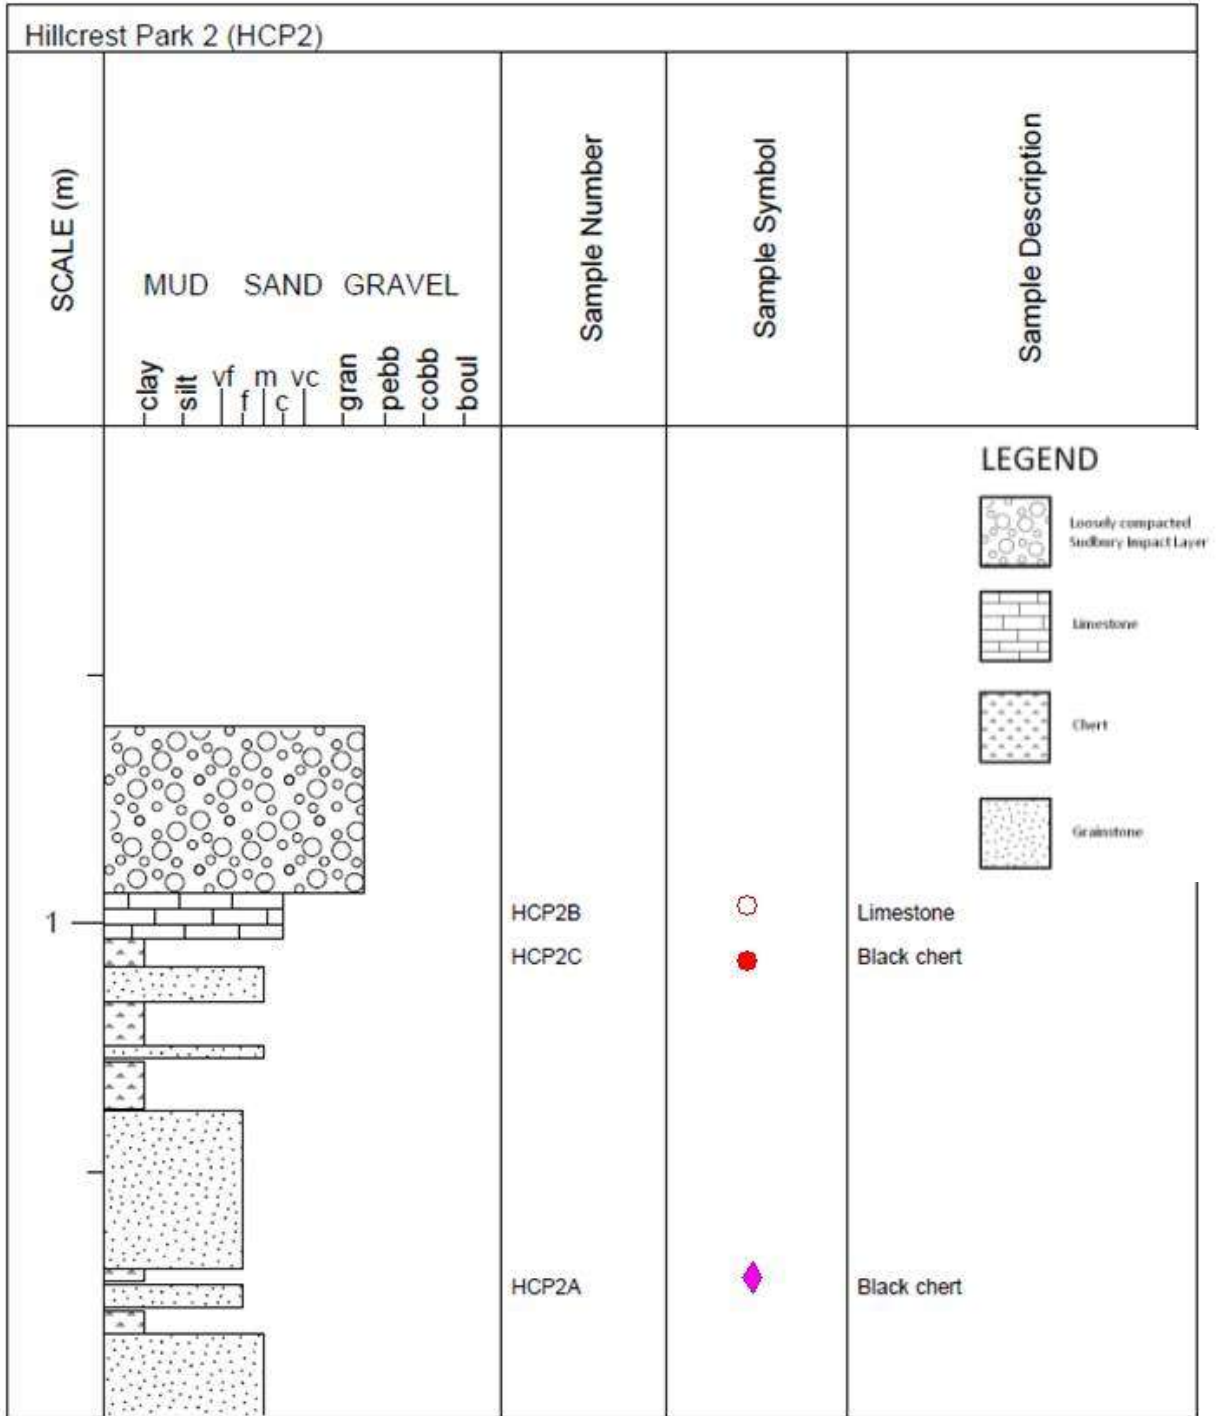 Hillcrest Park 2 (HCP2)
SCALE (m)
MUD SAND GRAVEL
clay
silt
vf
f
m
c
vc
gran
pebb
cobb
boul
Sample Number
Sample Symbol
Sample Description
LEGEND
Loosely compacted
Sudbury Impact Layer
Limestone
Chert
Grainstone
1
HCP2B Limestone
HCP2C Black chert
HCP2A Black chert